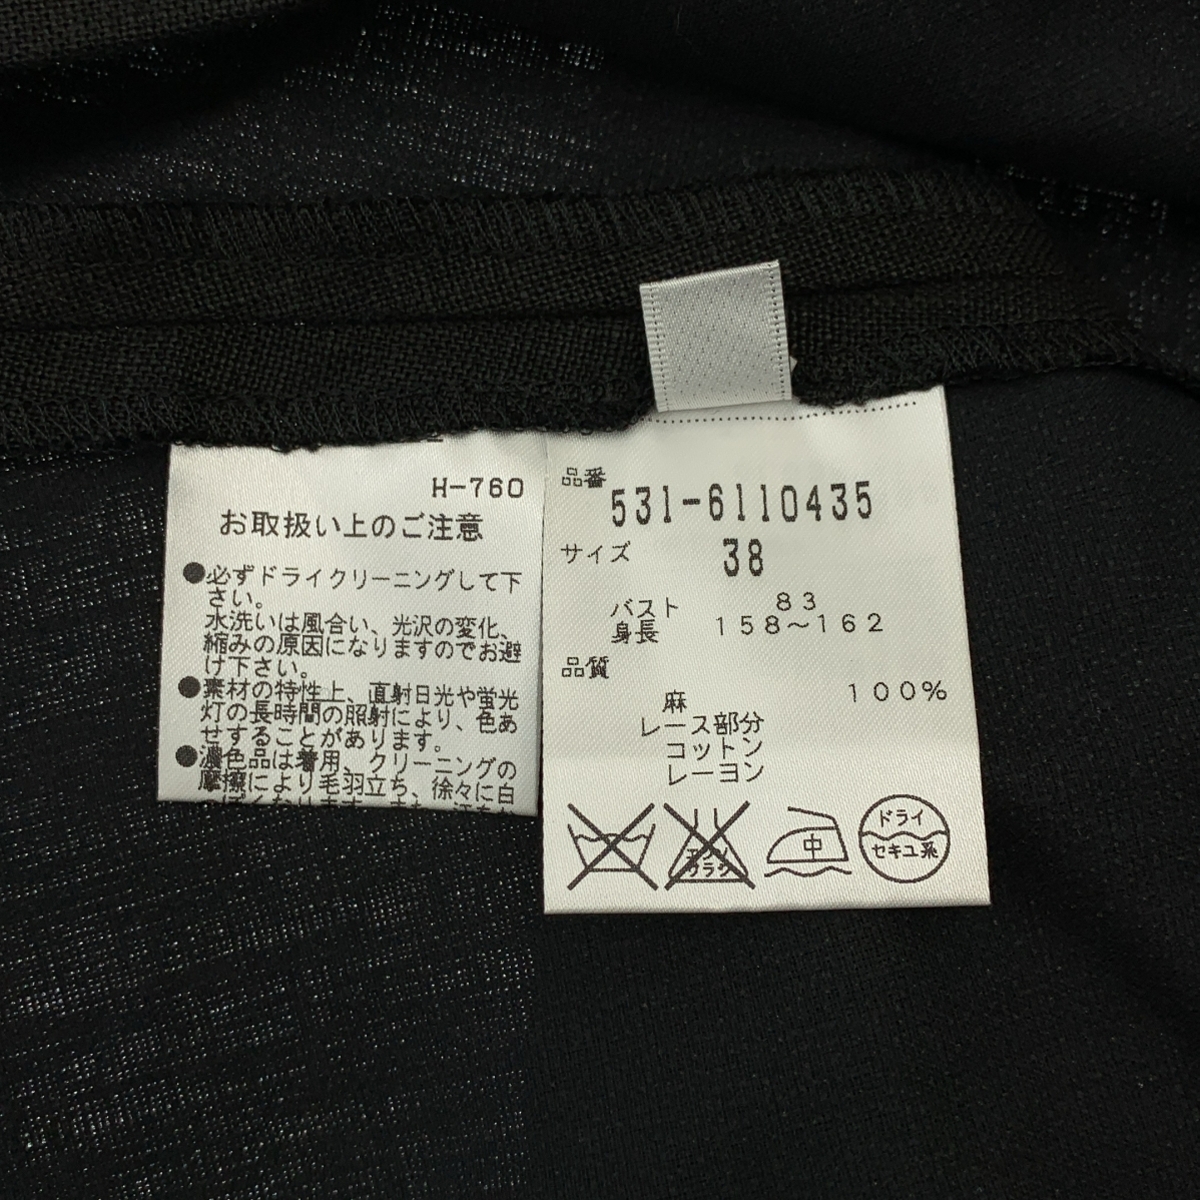 H-760
お取扱い上のご注意
●必ずドライクリーニングして下
さい。
水洗いは風合い、光沢の変化、
縮みの原因になりますのでお避
け下さい。
●素材の特性上、直射日光や蛍光
灯の長時間の照射により、色あ
せすることがあります。
●濃色品は着用、クリーニングの
摩擦により毛羽立ち、徐々に白
品番
531-6110435
サイズ 38
バスト 83
身長 158~162
品質
麻 100%
レース部分
コットン
レーヨン
エンソ
サラシ
中
ドライ
セキユ系